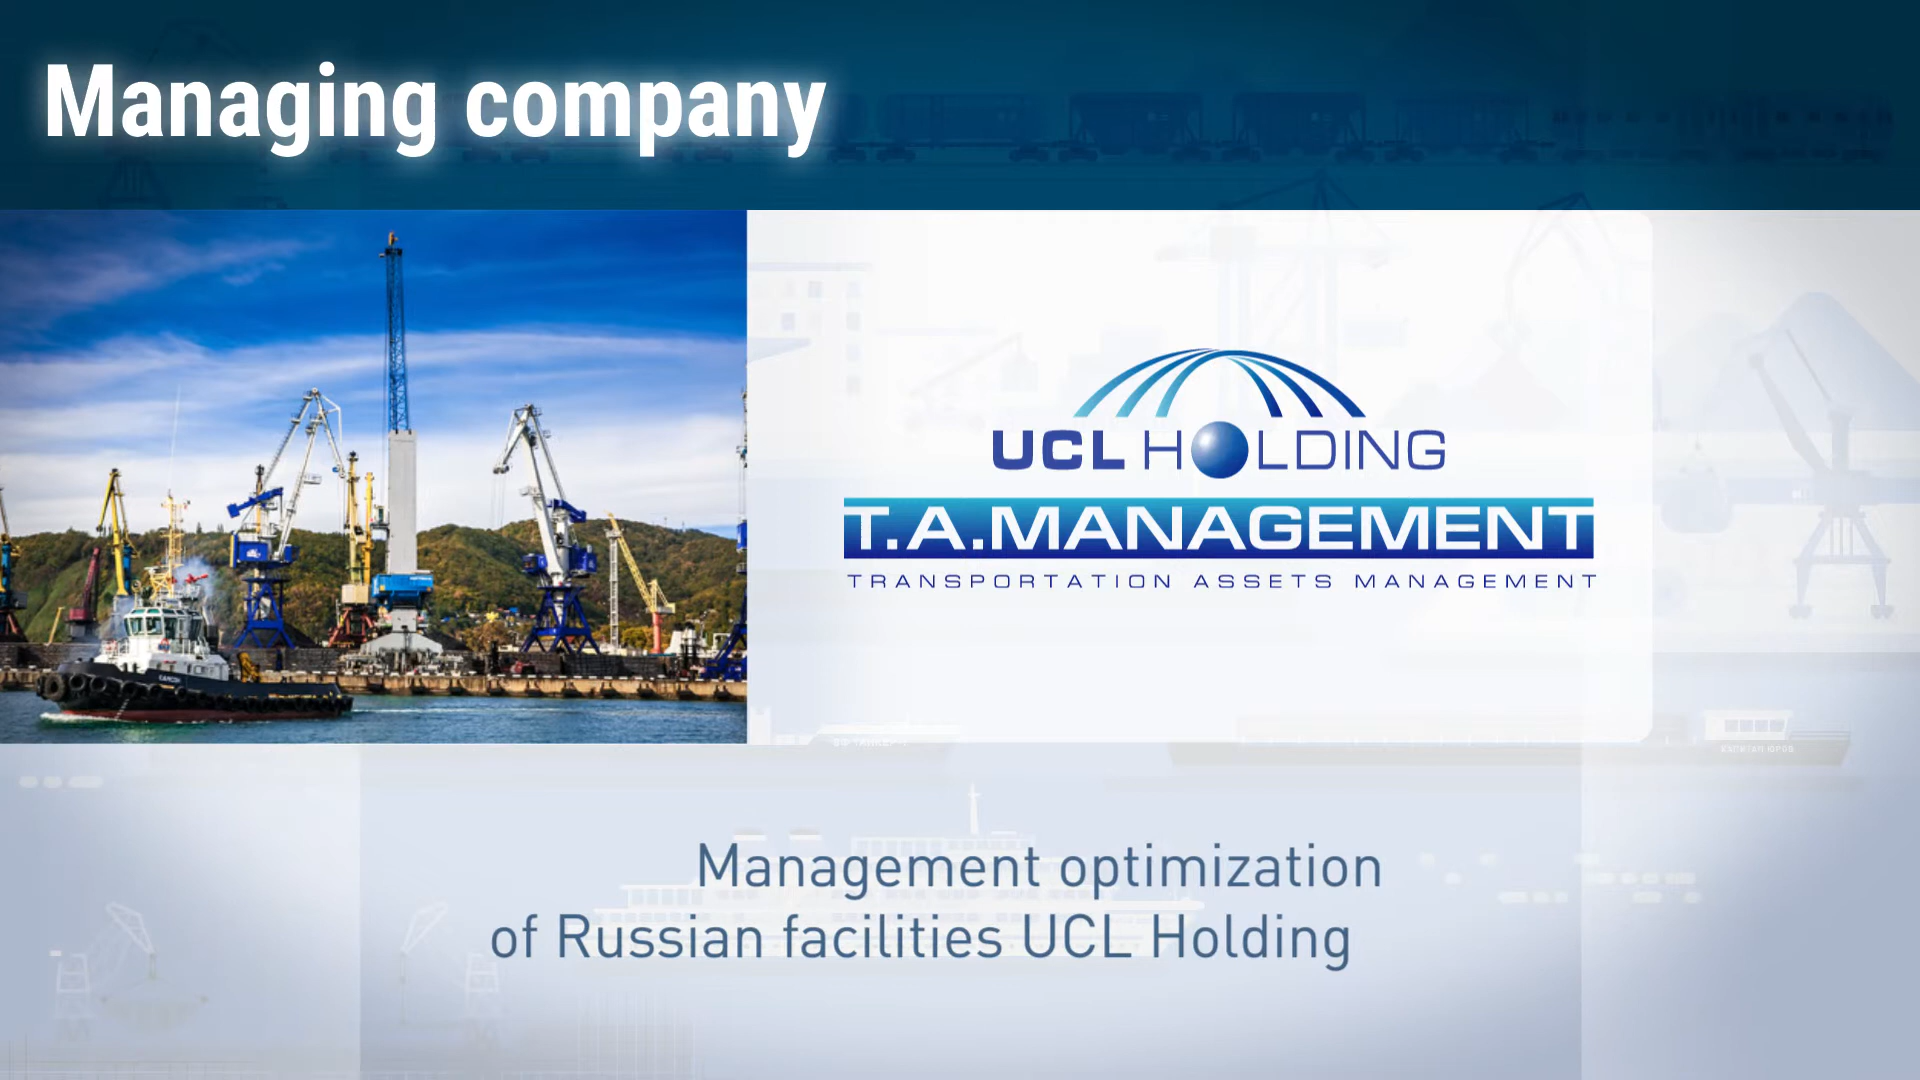 Managing company
UCL HOLDING
T.A.MANAGEMENT
TRANSPORTATION ASSETS MANAGEMENT
Management optimization
of Russian facilities UCL Holding